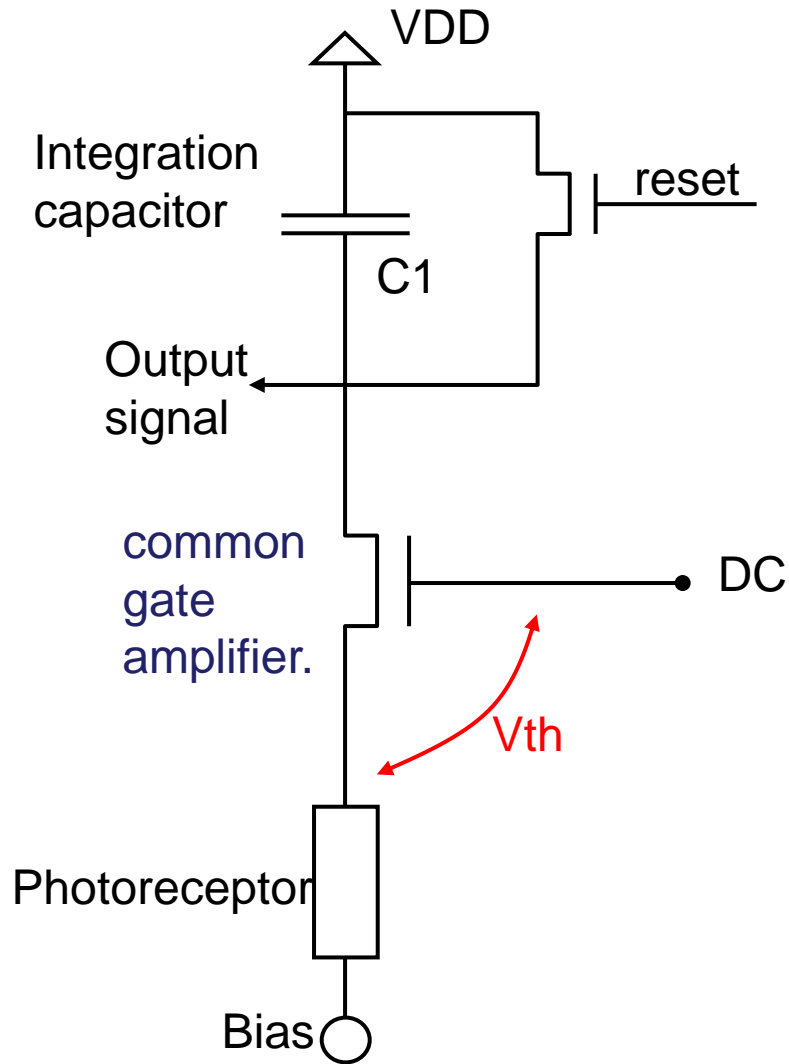 VDD
Integration
capacitor
reset
C1
Output
signal
common
gate
amplifier.
DC
Vth
Photoreceptor
Bias